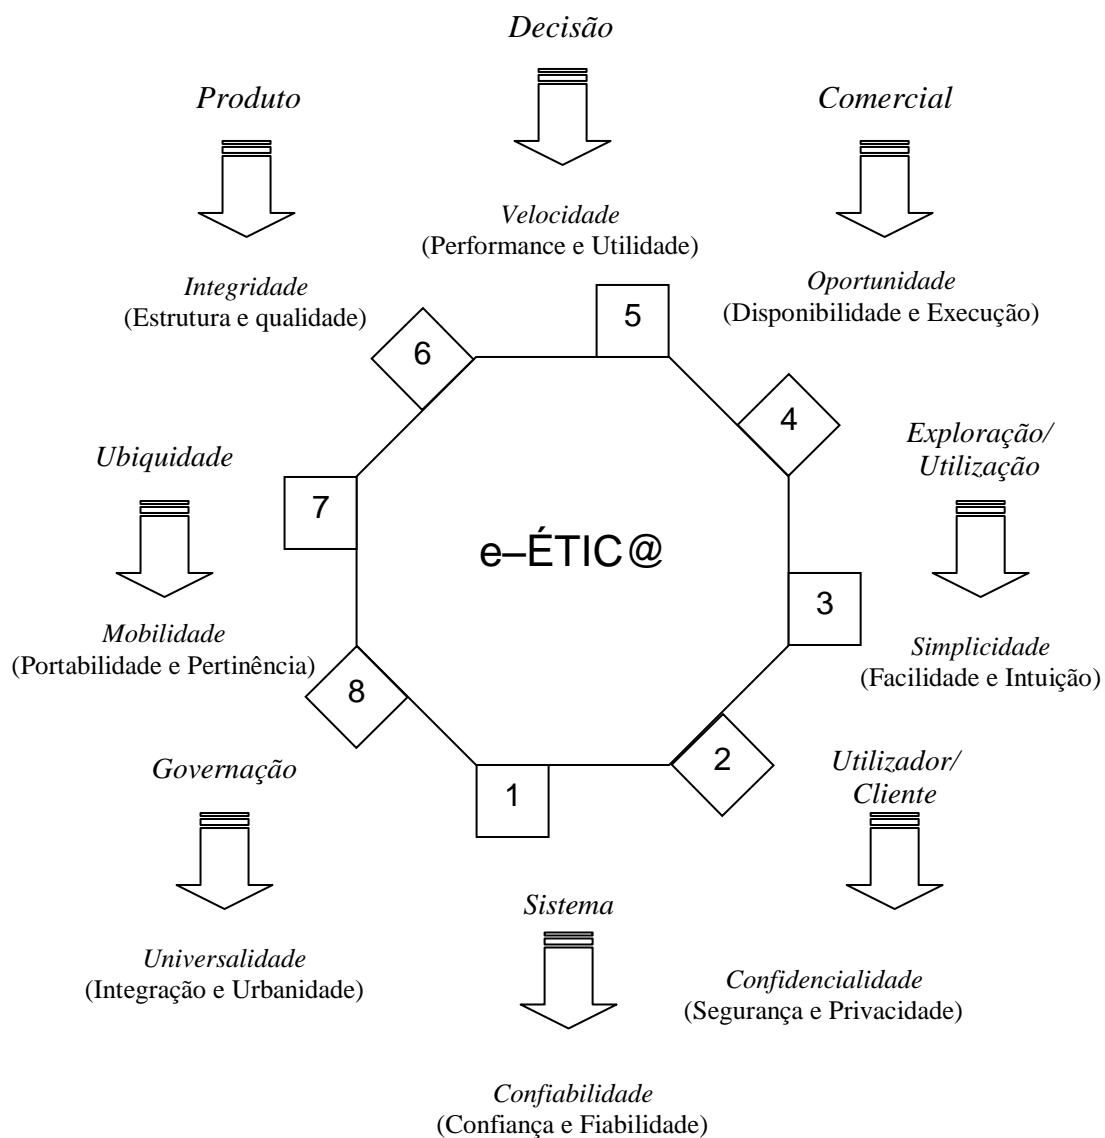 Decisão
Produto
Comercial
Velocidade
(Performance e Utilidade)
Integridade
(Estrutura e qualidade)
Oportunidade
(Disponibilidade e Execução)
5
6
4
Exploração/
Utilização
Ubiquidade
7
e–ÉTIC@
3
Mobilidade
(Portabilidade e Pertinência)
Simplicidade
(Facilidade e Intuição)
8
2
Governação
Utilizador/
Cliente
1
Sistema
Universalidade
(Integração e Urbanidade)
Confidencialidade
(Segurança e Privacidade)
Confiabilidade
(Confiança e Fiabilidade)